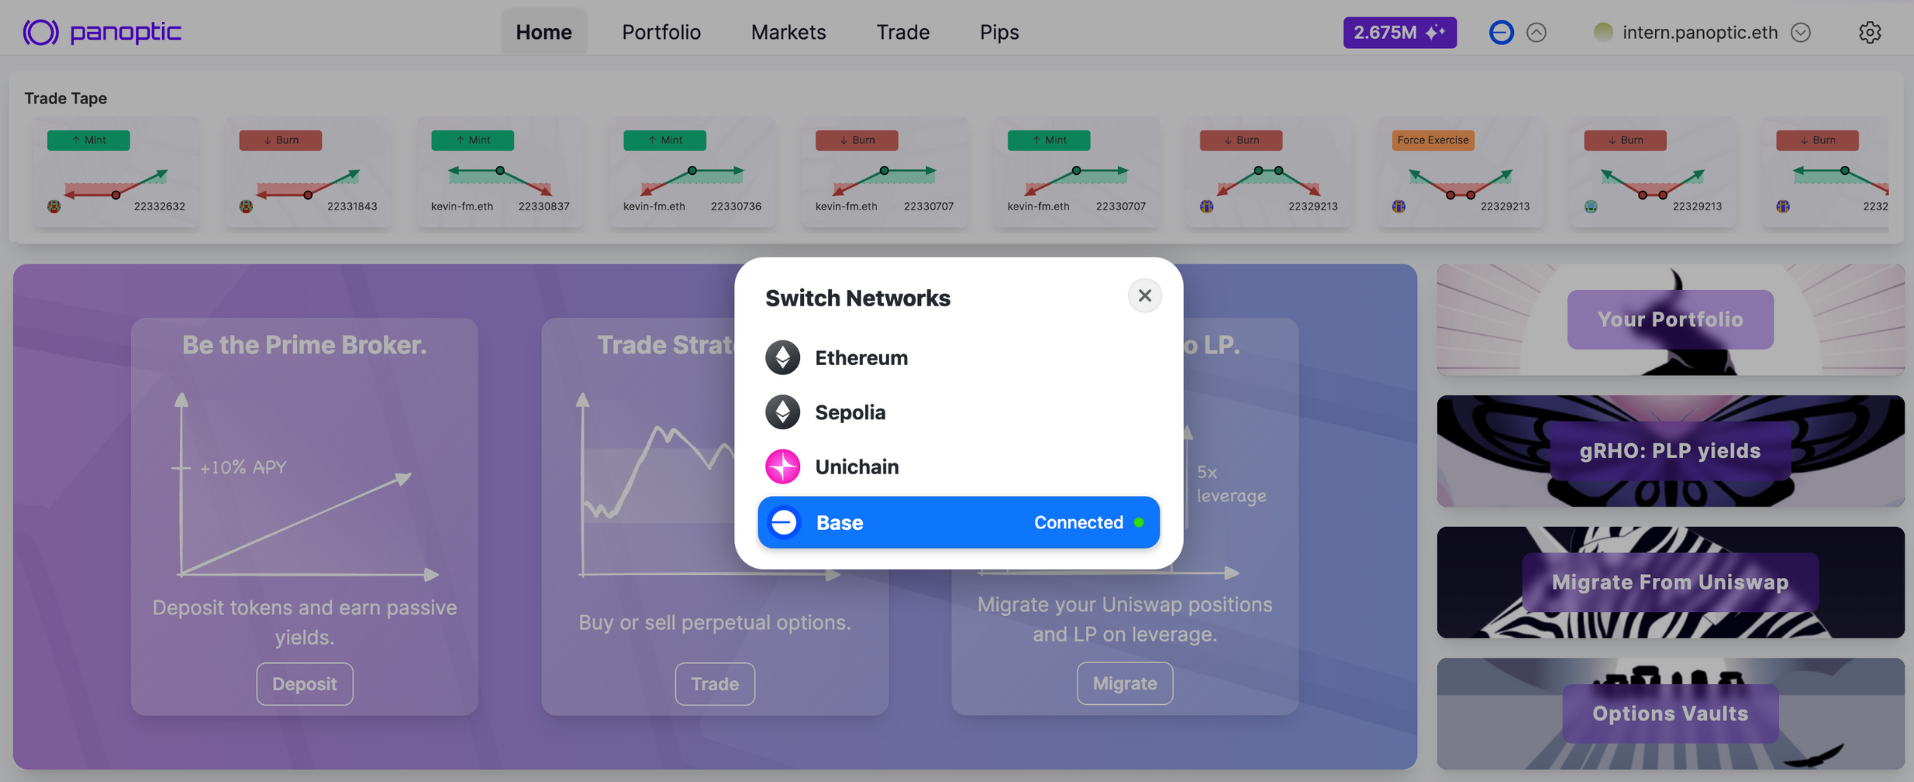 panoptic
Home
Portfolio
Markets
Trade
Pips
2.675M
intern.panoptic.eth
Trade Tape
↑ Mint
22332632
↓ Burn
22331843
↑ Mint
kevin-fm.eth 22330837
↑ Mint
kevin-fm.eth 22330736
↓ Burn
kevin-fm.eth 22330707
↑ Mint
kevin-fm.eth 22330707
↓ Burn
22329213
Force Exercise
22329213
↓ Burn
22329213
↓ Burn
2232
Switch Networks
Ethereum
Sepolia
Unichain
Base
Connected
Be the Prime Broker.
+10% APY
Deposit tokens and earn passive
yields.
Deposit
Trade Strat
Buy or sell perpetual options.
Trade
o LP.
5x
leverage
Migrate your Uniswap positions
and LP on leverage.
Migrate
Your Portfolio
gRHO: PLP yields
Migrate From Uniswap
Options Vaults